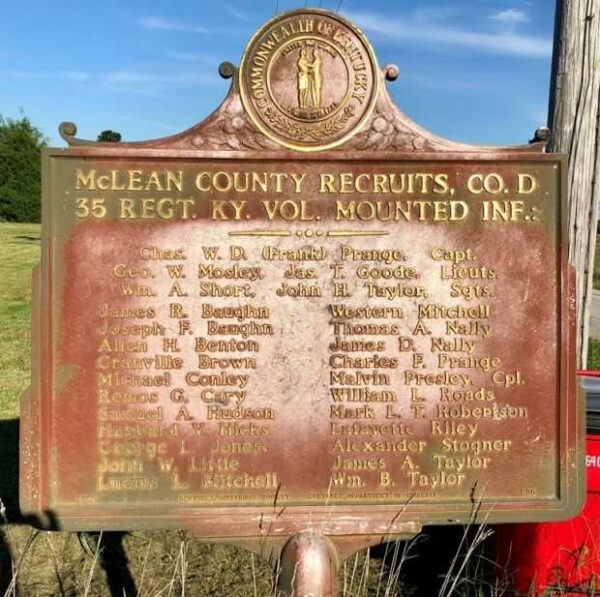 COMMONWEALTH OF KENTUCKY
McLEAN COUNTY RECRUITS, CO. D
35 REGT. KY. VOL. MOUNTED INF.:
Chas. W. D. (Frank) Prange, Capt.
Geo. W. Mosley, Jas. T. Goode, Lieuts.
Wm. A. Short, John H. Taylor, Sgts.
James R. Baughn
Joseph F. Baughn
Allen H. Benton
Granville Brown
Michael Conley
Remos G. Cary
Samuel A. Hudson
Hubbard V. Hicks
George L. Jones
John W. Little
Lucius L. Mitchell
Western Mitchell
Thomas A. Nally
James D. Nally
Charles F. Prange
Malvin Presley, Cpl.
William L. Roads
Mark L. T. Roberson
Lafayette Riley
Alexander Stogner
James A. Taylor
Wm. B. Taylor